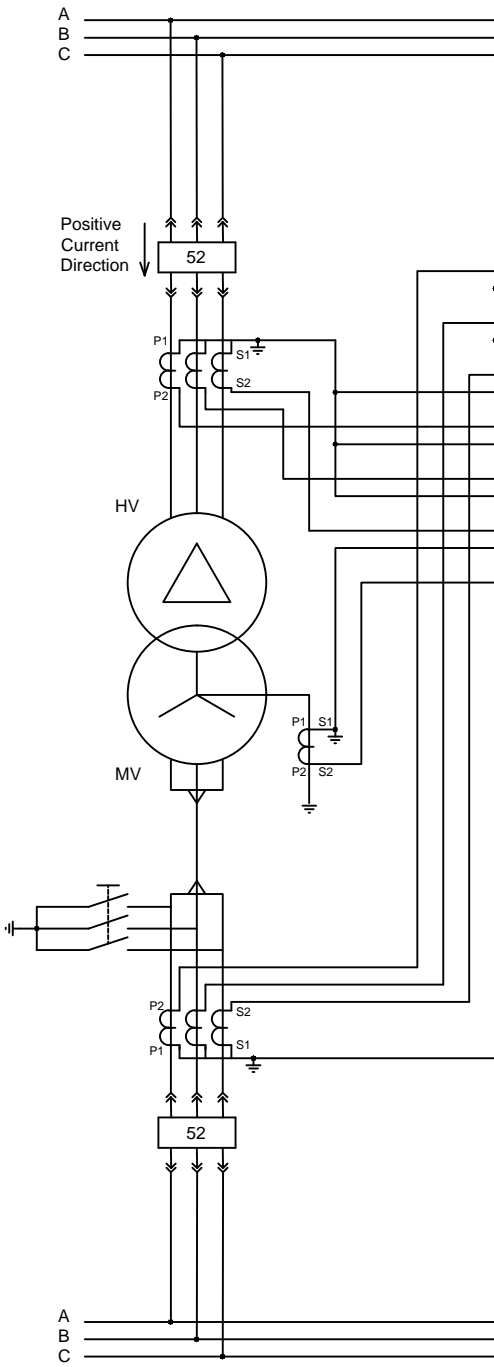 A
B
C
Positive
Current
Direction
52
P1
S1
P2
S2
HV
P1 S1
P2 S2
MV
P2
S2
P1
S1
52
A
B
C